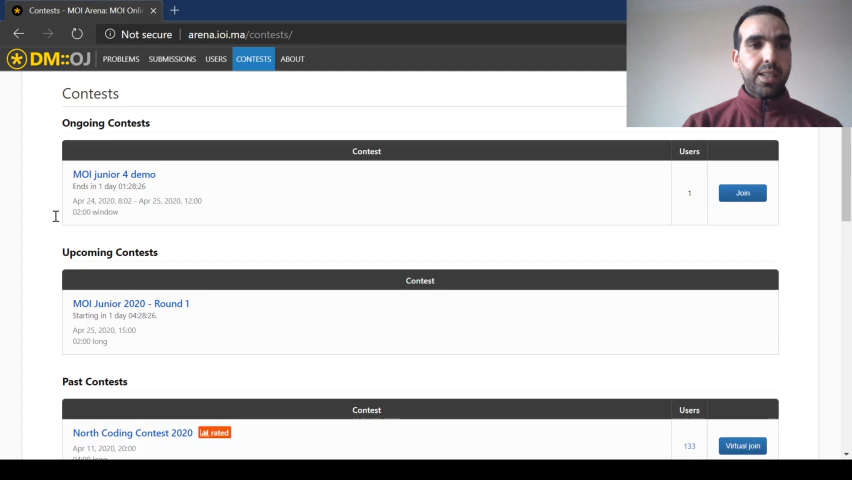 Contests - MOI Arena: MOI Onli
Not secure | arena.ioi.ma/contests/
DM::OJ PROBLEMS SUBMISSIONS USERS CONTESTS ABOUT
Contests
Ongoing Contests
Contest Users
MOI junior 4 demo
Ends in 1 day 01:28:26
Apr 24, 2020, 8:02 - Apr 25, 2020, 12:00
02:00 window
1 Join
Upcoming Contests
Contest
MOI Junior 2020 - Round 1
Starting in 1 day 04:28:26.
Apr 25, 2020, 15:00
02:00 long
Past Contests
Contest Users
North Coding Contest 2020 rated
Apr 11, 2020, 20:00
04:00 long
133 Virtual join